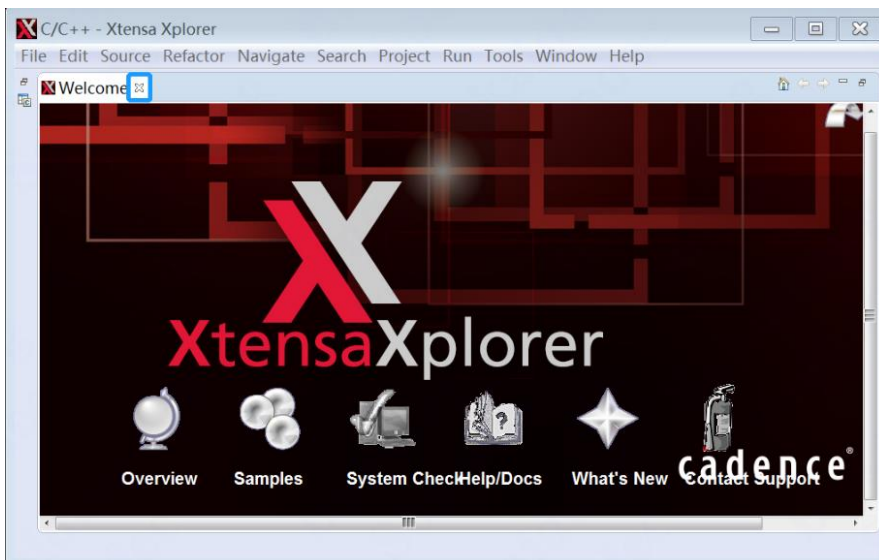 C/C++ - Xtensa Xplorer
File Edit Source Refactor Navigate Search Project Run Tools Window Help
Welcome
XtensaXplorer
Overview Samples System Check Help/Docs What's New Contact Support
cadence®